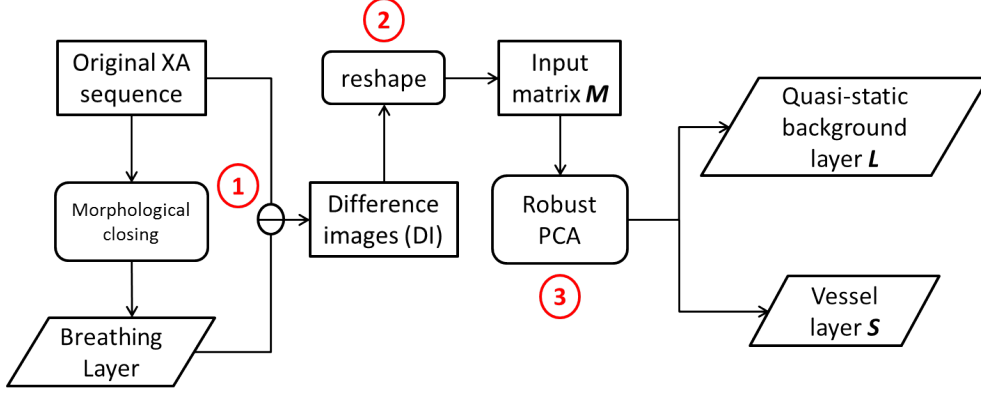 Original XA
sequence
Morphological
closing
Breathing
Layer
1
Difference
images (DI)
2
reshape
Input
matrix M
Robust
PCA
3
Quasi-static
background
layer L
Vessel
layer S